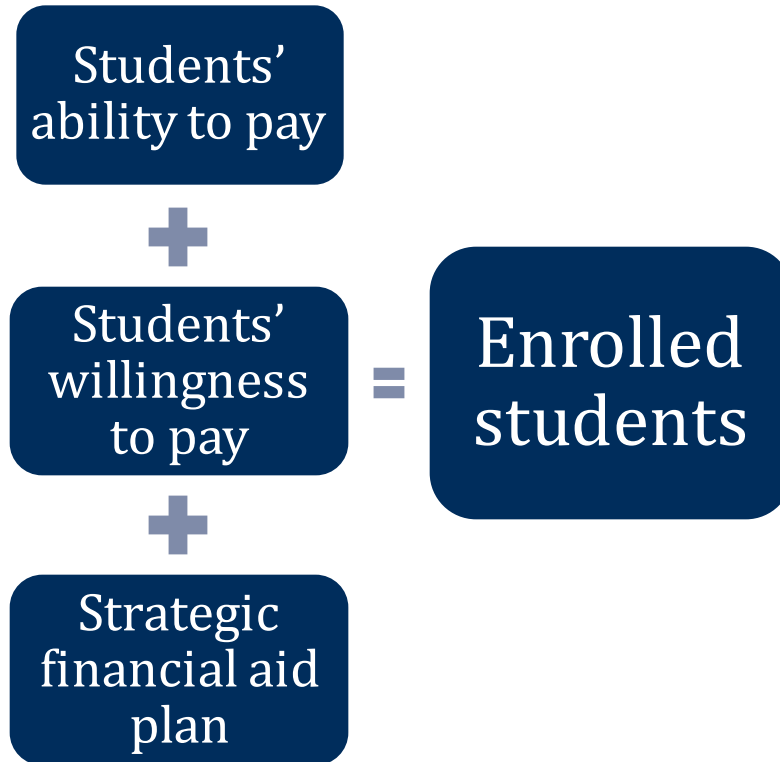 Students’
ability to pay
Students’
willingness
to pay
Strategic
financial aid
plan
Enrolled
students